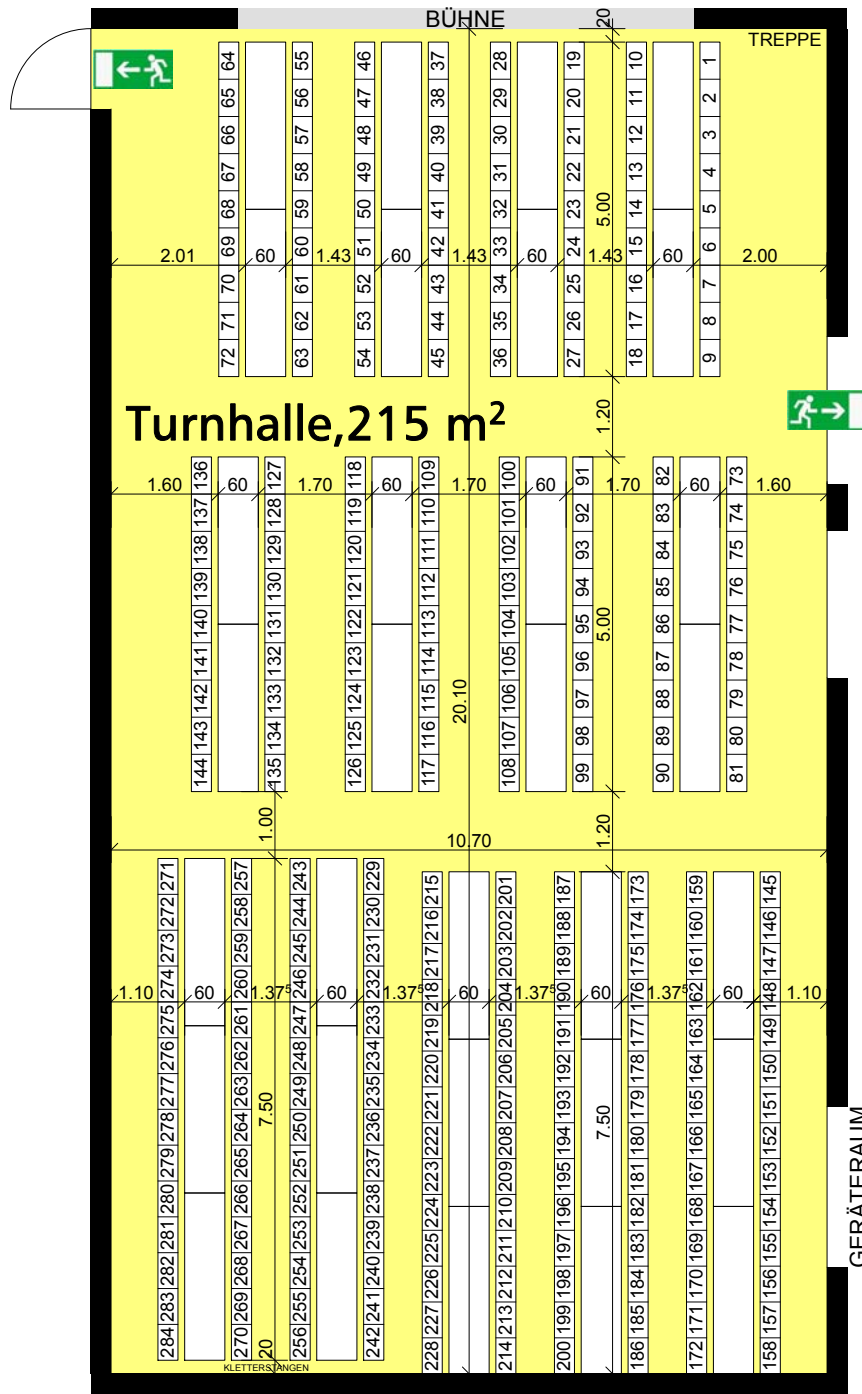 BÜHNE
20
TREPPE
64 55 46 37 28 19 10 1
65 56 47 38 29 20 11 2
66 57 48 39 30 21 12 3
67 58 49 40 31 22 13 4
68 59 50 41 32 23 14 5
5.00
69 60 51 42 33 24 15 6
2.01 60 1.43 60 1.43 60 1.43 60 2.00
70 61 52 43 34 25 16 7
71 62 53 44 35 26 17 8
72 63 54 45 36 27 18 9
Turnhalle,215 m²
1.20
136 127 118 109 100 91 82 73
1.60 60 1.70 60 1.70 60 1.70 60 1.60
137 128 119 110 101 92 83 74
138 129 120 111 102 93 84 75
139 130 121 112 103 94 85 76
140 131 122 113 104 95 86 77
5.00
141 132 123 114 105 96 87 78
142 133 124 115 106 97 88 79
20.10
143 134 125 116 107 98 89 80
144 135 126 117 108 99 90 81
1.00
1.20
10.70
271 257 243 229 215 201 187 173 159 145
272 258 244 230 216 202 188 174 160 146
273 259 245 231 217 203 189 175 161 147
274 260 246 232 218 204 190 176 162 148
1.10 60 1.37⁵ 60 1.37⁵ 60 1.37⁵ 60 1.37⁵ 60 1.10
275 261 247 233 219 205 191 177 163 149
276 262 248 234 220 206 192 178 164 150
277 263 249 235 221 207 193 179 165 151
7.50
7.50
278 264 250 236 222 208 194 180 166 152
279 265 251 237 223 209 195 181 167 153
280 266 252 238 224 210 196 182 168 154
281 267 253 239 225 211 197 183 169 155
282 268 254 240 226 212 198 184 170 156
283 269 255 241 227 213 199 185 171 157
284 270 256 242 228 214 200 186 172 158
20
KLETTERSTANGEN
GERÄTERAUM